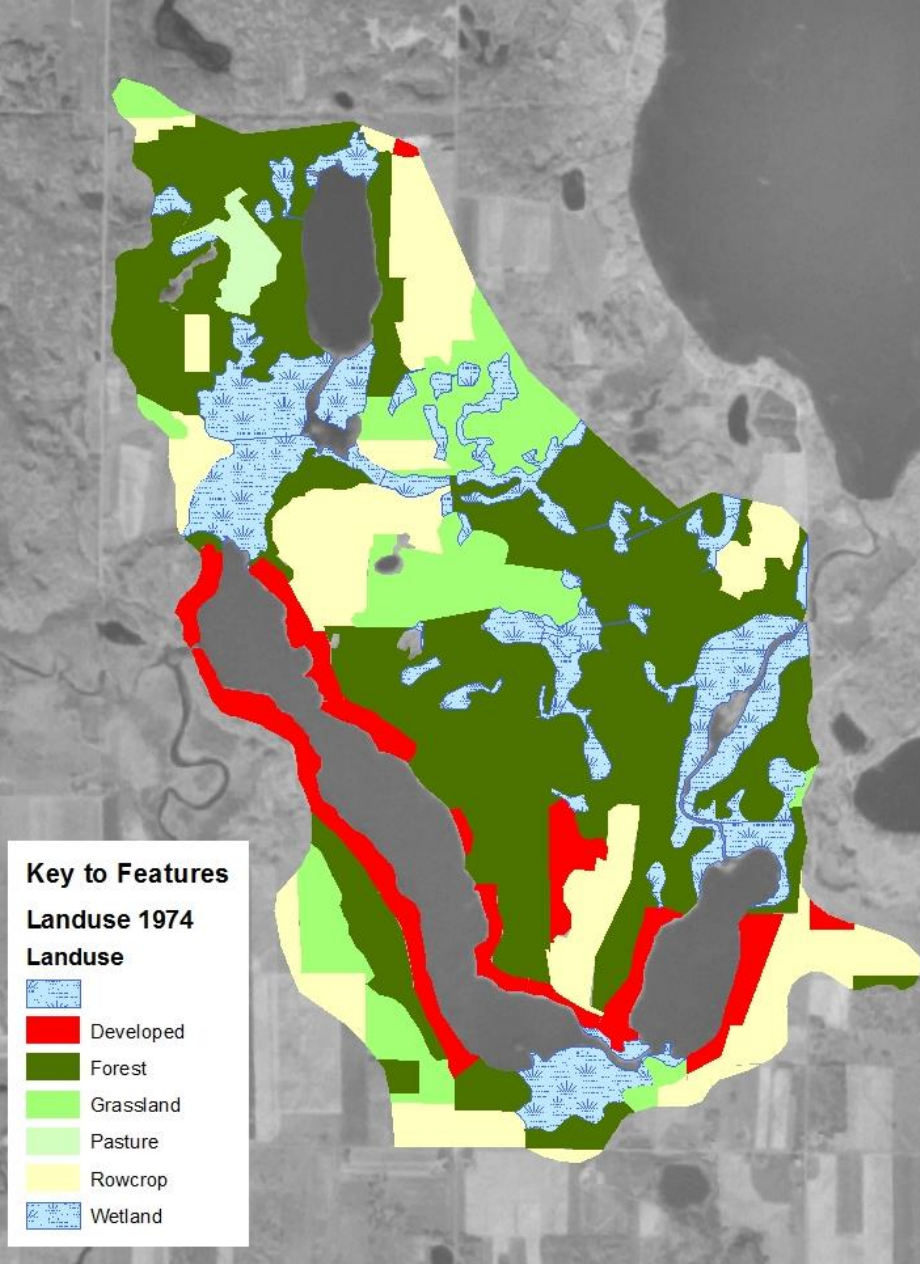 Key to Features
Landuse 1974
Landuse
Developed
Forest
Grassland
Pasture
Rowcrop
Wetland